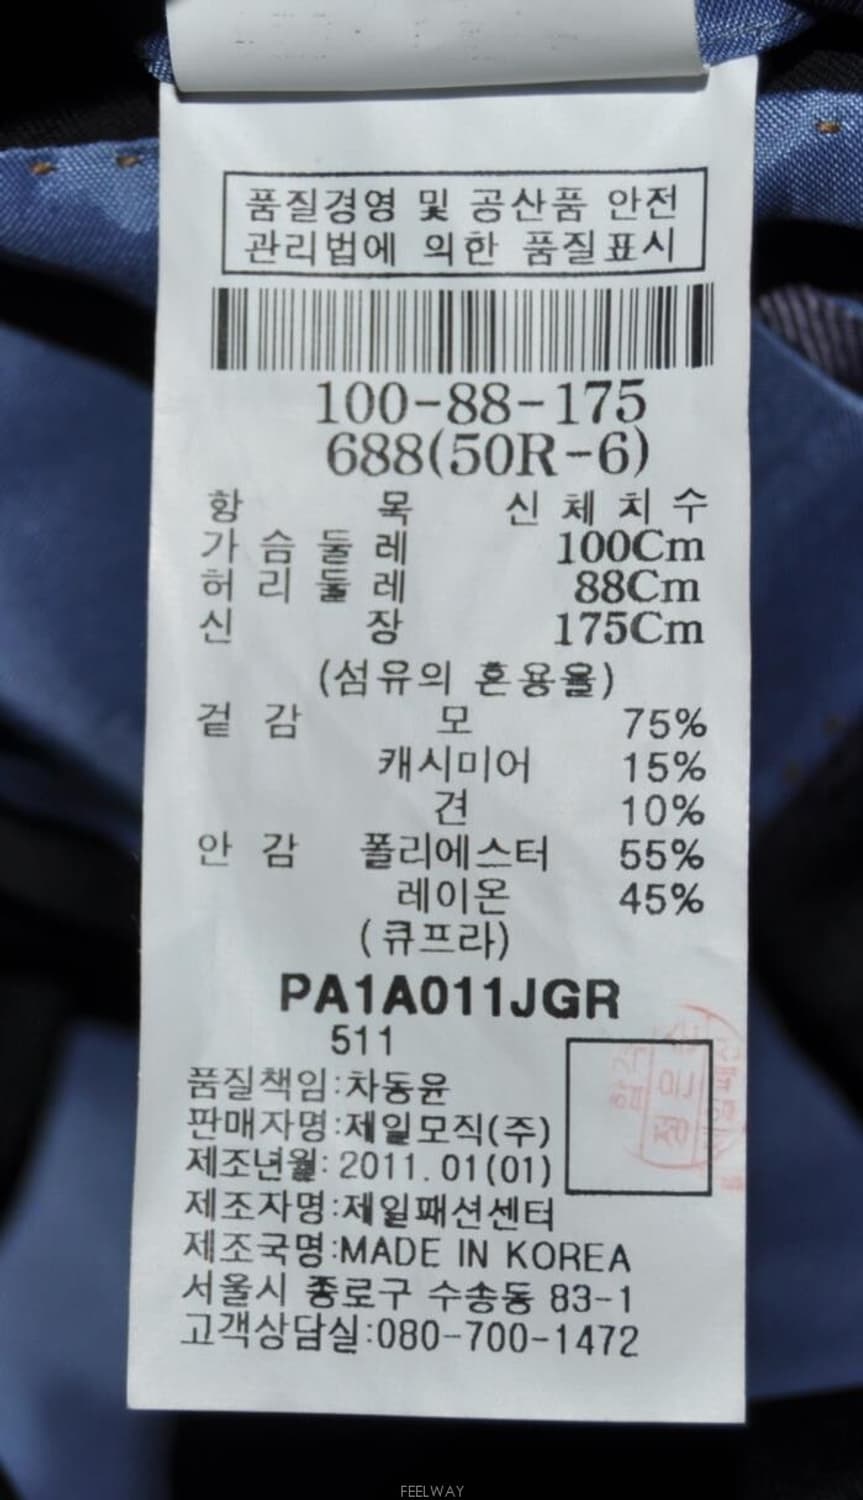 품질경영 및 공산품 안전
관리법에 의한 품질표시
100-88-175
688(50R-6)
항 목 신 체 치 수
가 슴 둘 레 100Cm
허 리 둘 레 88Cm
신 장 175Cm
(섬유의 혼용율)
겉 감 모 75%
캐시미어 15%
견 10%
안 감 폴리에스터 55%
레이온 45%
(큐프라)
PA1A011JGR
511
품질책임:차동윤
판매자명:제일모직(주)
제조년월: 2011.01(01)
제조자명:제일패션센터
제조국명:MADE IN KOREA
서울시 종로구 수송동 83-1
고객상담실:080-700-1472
합격
FEELWAY